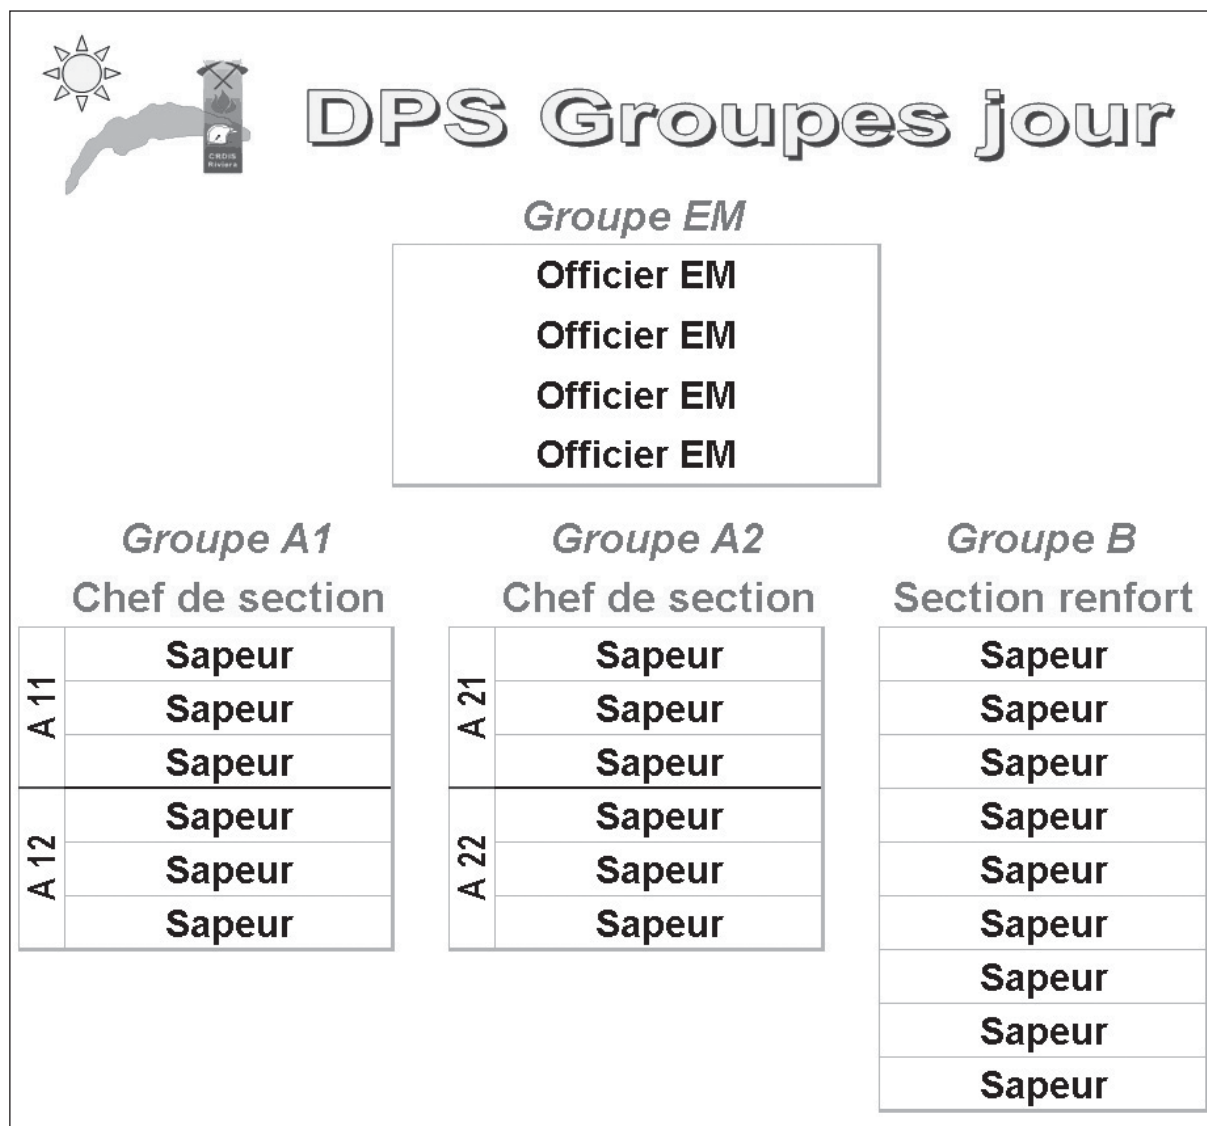 CRDIS
Riviera
DPS Groupes jour
Groupe EM
Officier EM
Officier EM
Officier EM
Officier EM
Groupe A1
Chef de section
A 11
Sapeur
Sapeur
Sapeur
A 12
Sapeur
Sapeur
Sapeur
Groupe A2
Chef de section
A 21
Sapeur
Sapeur
Sapeur
A 22
Sapeur
Sapeur
Sapeur
Groupe B
Section renfort
Sapeur
Sapeur
Sapeur
Sapeur
Sapeur
Sapeur
Sapeur
Sapeur
Sapeur